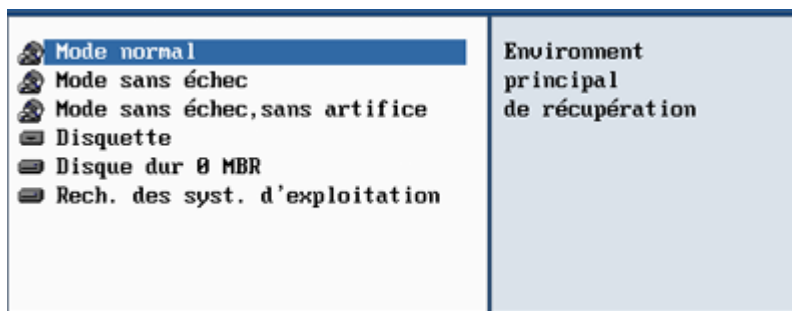 Mode normal
Mode sans échec
Mode sans échec,sans artifice
Disquette
Disque dur 0 MBR
Rech. des syst. d'exploitation
Environnent
principal
de récupération